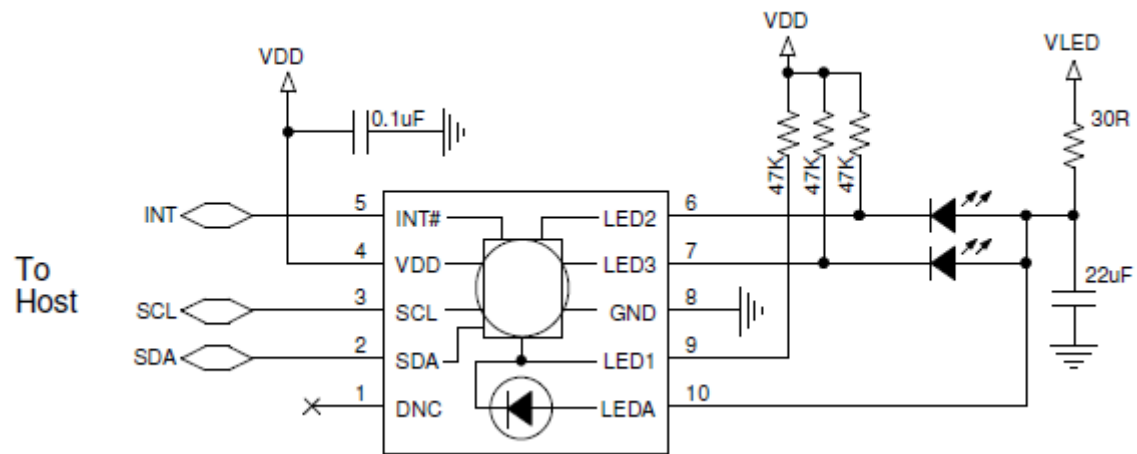 VDD
0.1uF
VDD
47K
47K
47K
VLED
30R
22uF
To
Host
INT
SCL
SDA
5
4
3
2
1
INT#
VDD
SCL
SDA
DNC
LED2
LED3
GND
LED1
LEDA
6
7
8
9
10